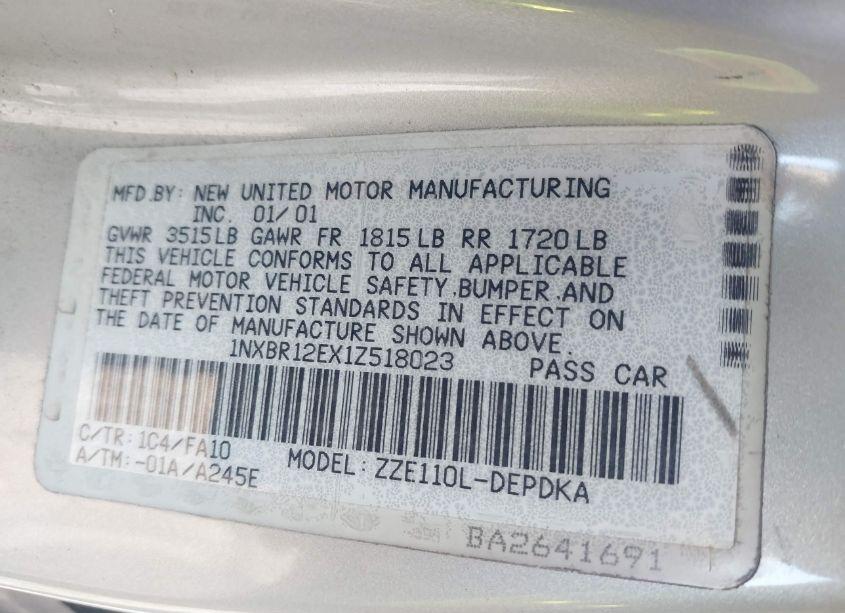 MFD.BY: NEW UNITED MOTOR MANUFACTURING
INC. 01/01
GVWR 3515LB GAWR FR 1815LB RR 1720LB
THIS VEHICLE CONFORMS TO ALL APPLICABLE
FEDERAL MOTOR VEHICLE SAFETY,BUMPER,AND
THEFT PREVENTION STANDARDS IN EFFECT ON
THE DATE OF MANUFACTURE SHOWN ABOVE.
1NXBR12EX1Z518023 PASS CAR
C/TR:1C4/FA10
A/TM:-01A/A245E
MODEL:ZZE110L-DEPDKA
BA2641691